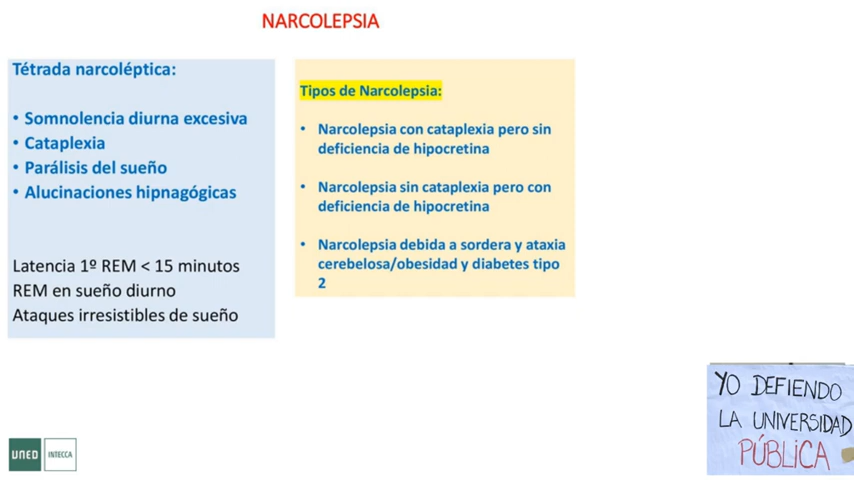 NARCOLEPSIA
Tétrada narcoléptica:
• Somnolencia diurna excesiva
• Cataplexia
• Parálisis del sueño
• Alucinaciones hipnagógicas
Latencia 1º REM < 15 minutos
REM en sueño diurno
Ataques irresistibles de sueño
Tipos de Narcolepsia:
• Narcolepsia con cataplexia pero sin
deficiencia de hipocretina
• Narcolepsia sin cataplexia pero con
deficiencia de hipocretina
• Narcolepsia debida a sordera y ataxia
cerebelosa/obesidad y diabetes tipo
2
YO DEFIENDO
LA UNIVERSIDAD
PÚBLICA
UNED INTECCA